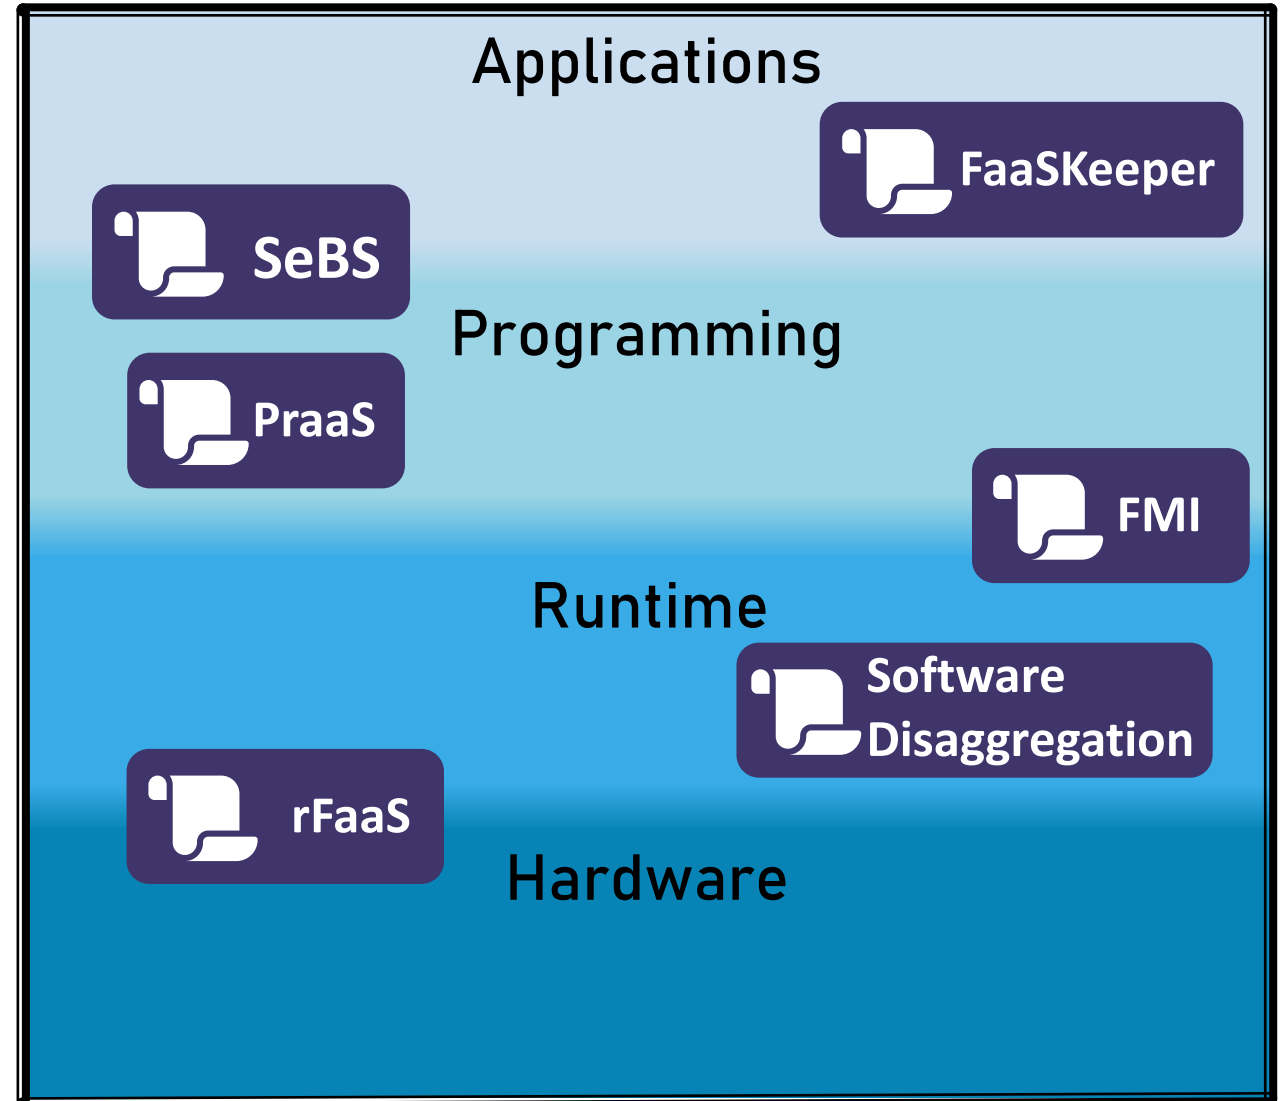 Applications
FaaSKeeper
SeBS
Programming
PraaS
FMI
Runtime
Software
Disaggregation
rFaaS
Hardware